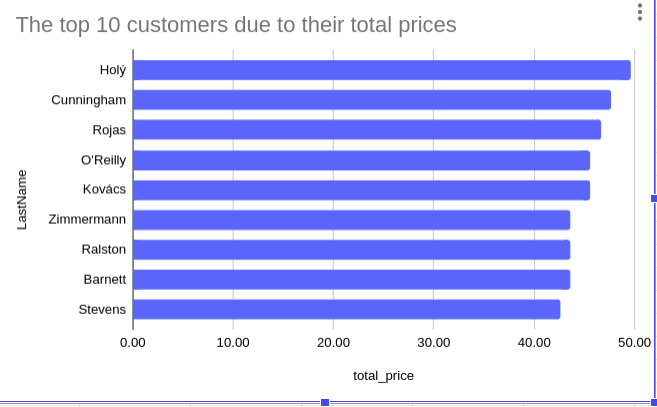 The top 10 customers due to their total prices
LastName
Holý
Cunningham
Rojas
O'Reilly
Kovács
Zimmermann
Ralston
Barnett
Stevens
0.00 10.00 20.00 30.00 40.00 50.00
total_price